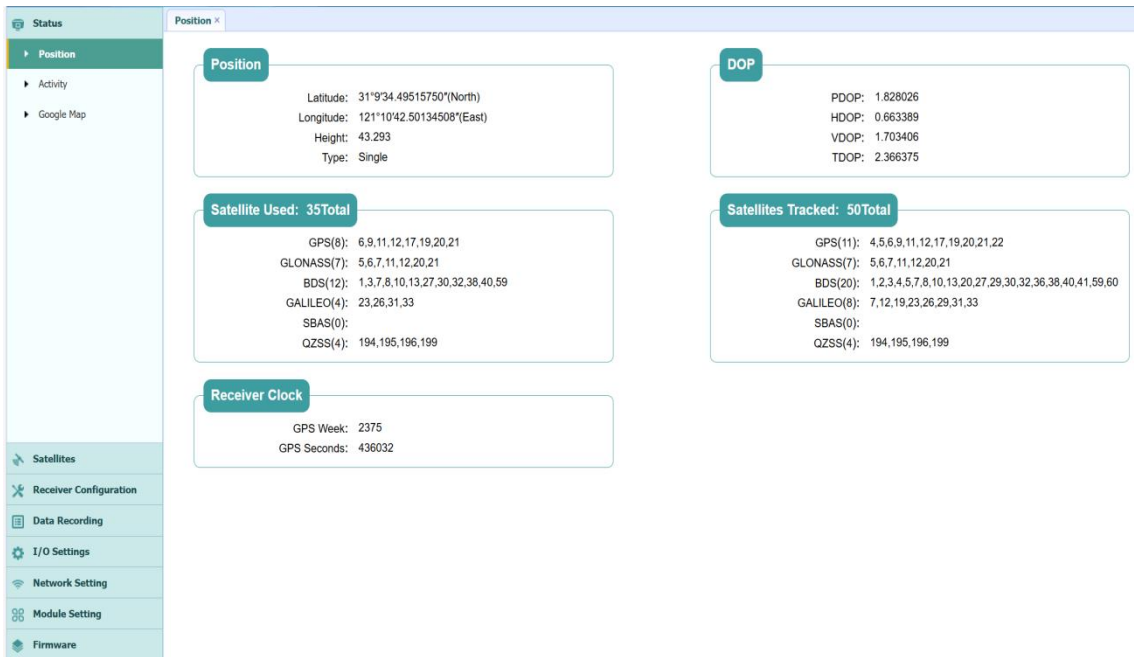 Status
Position
Activity
Google Map
Satellites
Receiver Configuration
Data Recording
I/O Settings
Network Setting
Module Setting
Firmware
Position ×
Position
Latitude: 31°9'34.49515750"(North)
Longitude: 121°10'42.50134508"(East)
Height: 43.293
Type: Single
DOP
PDOP: 1.828026
HDOP: 0.663389
VDOP: 1.703406
TDOP: 2.366375
Satellite Used: 35Total
GPS(8): 6,9,11,12,17,19,20,21
GLONASS(7): 5,6,7,11,12,20,21
BDS(12): 1,3,7,8,10,13,27,30,32,38,40,59
GALILEO(4): 23,26,31,33
SBAS(0):
QZSS(4): 194,195,196,199
Satellites Tracked: 50Total
GPS(11): 4,5,6,9,11,12,17,19,20,21,22
GLONASS(7): 5,6,7,11,12,20,21
BDS(20): 1,2,3,4,5,7,8,10,13,20,27,29,30,32,36,38,40,41,59,60
GALILEO(8): 7,12,19,23,26,29,31,33
SBAS(0):
QZSS(4): 194,195,196,199
Receiver Clock
GPS Week: 2375
GPS Seconds: 436032